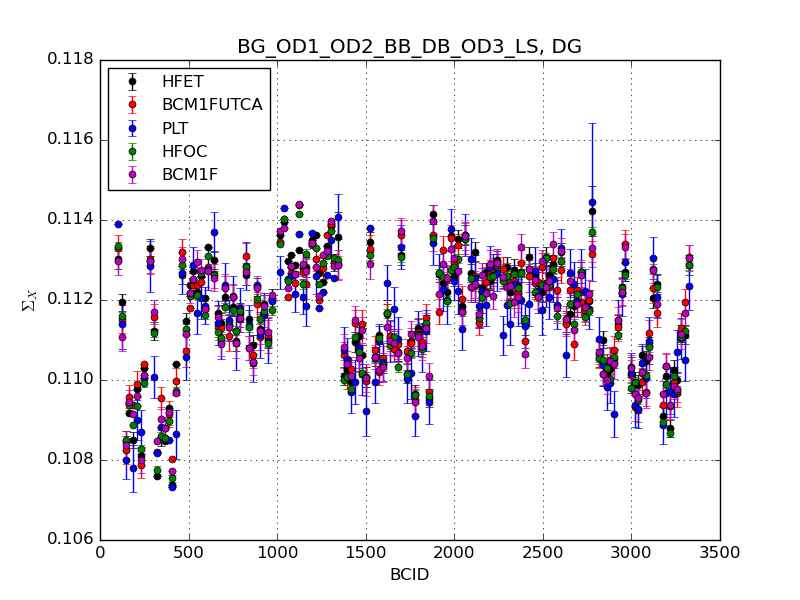 BG_OD1_OD2_BB_DB_OD3_LS, DG
0.118
0.116
0.114
0.112
0.110
0.108
0.106
Σ_X
HFET
BCM1FUTCA
PLT
HFOC
BCM1F
0 500 1000 1500 2000 2500 3000 3500
BCID